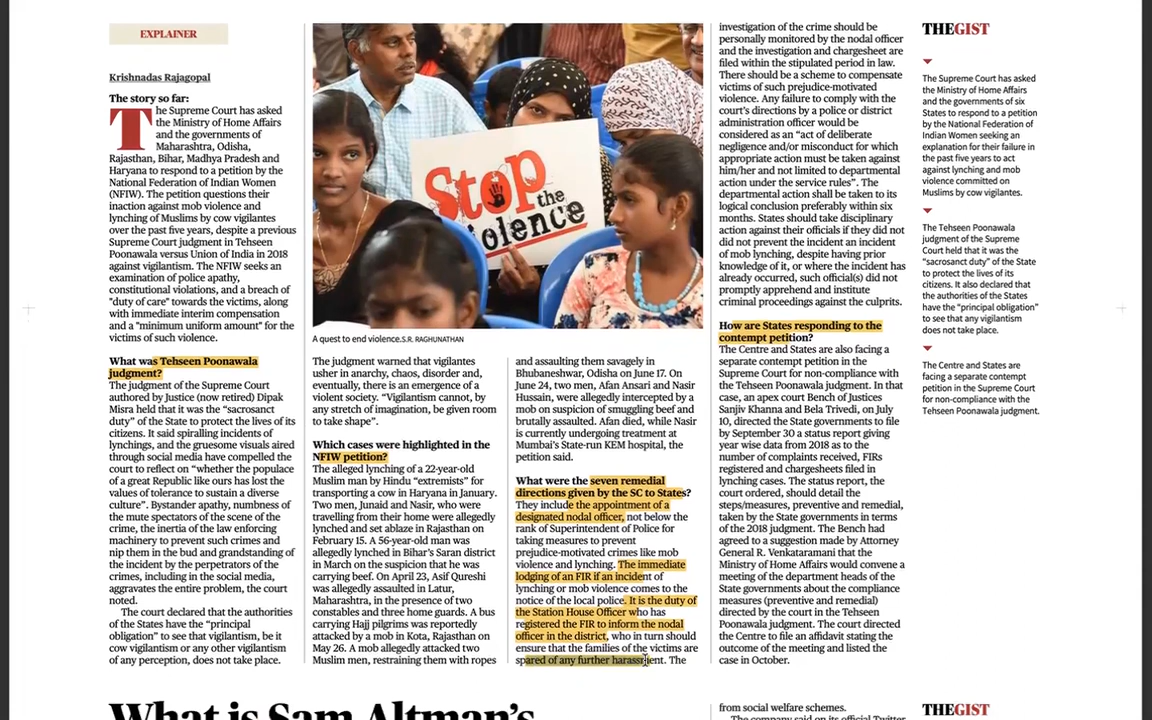 EXPLAINER
Krishnadas Rajagopal
The story so far:
The Supreme Court has asked
the Ministry of Home Affairs
and the governments of
Maharashtra, Odisha,
Rajasthan, Bihar, Madhya Pradesh and
Haryana to respond to a petition by the
National Federation of Indian Women
(NFIW). The petition questions their
inaction against mob violence and
lynching of Muslims by cow vigilantes
over the past five years, despite a previous
Supreme Court judgment in Tehseen
Poonawala versus Union of India in 2018
against vigilantism. The NFIW seeks an
examination of police apathy,
constitutional violations, and a breach of
"duty of care" towards the victims, along
with immediate interim compensation
and a "minimum uniform amount" for the
victims of such violence.
What was Tehseen Poonawala
judgment?
The judgment of the Supreme Court
authored by Justice (now retired) Dipak
Misra held that it was the “sacrosanct
duty” of the State to protect the lives of its
citizens. It said spiralling incidents of
lynchings, and the gruesome visuals aired
through social media have compelled the
court to reflect on “whether the populace
of a great Republic like ours has lost the
values of tolerance to sustain a diverse
culture”. Bystander apathy, numbness of
the mute spectators of the scene of the
crime, the inertia of the law enforcing
machinery to prevent such crimes and
nip them in the bud and grandstanding of
the incident by the perpetrators of the
crimes, including in the social media,
aggravates the entire problem, the court
noted.
The court declared that the authorities
of the States have the “principal
obligation” to see that vigilantism, be it
cow vigilantism or any other vigilantism
of any perception, does not take place.
Stop
the
iolence
A quest to end violence.S.R. RAGHUNATHAN
The judgment warned that vigilantes
usher in anarchy, chaos, disorder and,
eventually, there is an emergence of a
violent society. “Vigilantism cannot, by
any stretch of imagination, be given room
to take shape”.
Which cases were highlighted in the
NFIW petition?
The alleged lynching of a 22-year-old
Muslim man by Hindu “extremists” for
transporting a cow in Haryana in January.
Two men, Junaid and Nasir, who were
travelling from their home were allegedly
lynched and set ablaze in Rajasthan on
February 15. A 56-year-old man was
allegedly lynched in Bihar’s Saran district
in March on the suspicion that he was
carrying beef. On April 23, Asif Qureshi
was allegedly assaulted in Latur,
Maharashtra, in the presence of two
constables and three home guards. A bus
carrying Hajj pilgrims was reportedly
attacked by a mob in Kota, Rajasthan on
May 26. A mob allegedly attacked two
Muslim men, restraining them with ropes
and assaulting them savagely in
Bhubaneshwar, Odisha on June 17. On
June 24, two men, Afan Ansari and Nasir
Hussain, were allegedly intercepted by a
mob on suspicion of smuggling beef and
brutally assaulted. Afan died, while Nasir
is currently undergoing treatment at
Mumbai’s State-run KEM hospital, the
petition said.
What were the seven remedial
directions given by the SC to States?
They include the appointment of a
designated nodal officer, not below the
rank of Superintendent of Police for
taking measures to prevent
prejudice-motivated crimes like mob
violence and lynching. The immediate
lodging of an FIR if an incident of
lynching or mob violence comes to the
notice of the local police. It is the duty of
the Station House Officer who has
registered the FIR to inform the nodal
officer in the district, who in turn should
ensure that the families of the victims are
spared of any further harassment. The
investigation of the crime should be
personally monitored by the nodal officer
and the investigation and chargesheet are
filed within the stipulated period in law.
There should be a scheme to compensate
victims of such prejudice-motivated
violence. Any failure to comply with the
court’s directions by a police or district
administration officer would be
considered as an “act of deliberate
negligence and/or misconduct for which
appropriate action must be taken against
him/her and not limited to departmental
action under the service rules”. The
departmental action shall be taken to its
logical conclusion preferably within six
months. States should take disciplinary
action against their officials if they did not
did not prevent the incident an incident
of mob lynching, despite having prior
knowledge of it, or where the incident has
already occurred, such official(s) did not
promptly apprehend and institute
criminal proceedings against the culprits.
How are States responding to the
contempt petition?
The Centre and States are also facing a
separate contempt petition in the
Supreme Court for non-compliance with
the Tehseen Poonawala judgment. In that
case, an apex court Bench of Justices
Sanjiv Khanna and Bela Trivedi, on July
10, directed the State governments to file
by September 30 a status report giving
year wise data from 2018 as to the
number of complaints received, FIRs
registered and chargesheets filed in
lynching cases. The status report, the
court ordered, should detail the
steps/measures, preventive and remedial,
taken by the State governments in terms
of the 2018 judgment. The Bench had
agreed to a suggestion made by Attorney
General R. Venkataramani that the
Ministry of Home Affairs would convene a
meeting of the department heads of the
State governments about the compliance
measures (preventive and remedial)
directed by the court in the Tehseen
Poonawala judgment. The court directed
the Centre to file an affidavit stating the
outcome of the meeting and listed the
case in October.
THEGIST
The Supreme Court has asked
the Ministry of Home Affairs
and the governments of six
States to respond to a petition
by the National Federation of
Indian Women seeking an
explanation for their failure in
the past five years to act
against lynching and mob
violence committed on
Muslims by cow vigilantes.
The Tehseen Poonawala
judgment of the Supreme
Court held that it was the
“sacrosanct duty” of the State
to protect the lives of its
citizens. It also declared that
the authorities of the States
have the “principal obligation”
to see that any vigilantism
does not take place.
The Centre and States are
facing a separate contempt
petition in the Supreme Court
for non-compliance with the
Tehseen Poonawala judgment.
What is Sam Altman’s
from social welfare schemes.
The company said on its official Twitter
THEGIST